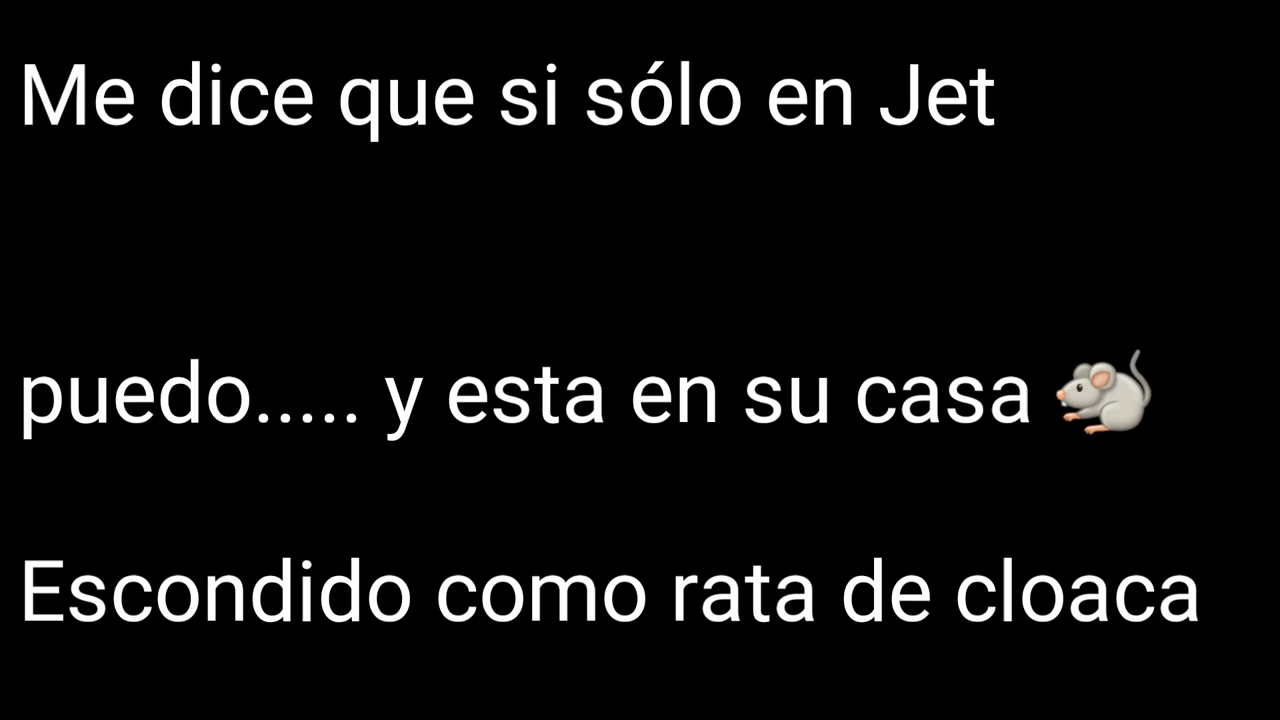 Me dice que si sólo en Jet
puedo..... y esta en su casa 🐁
Escondido como rata de cloaca